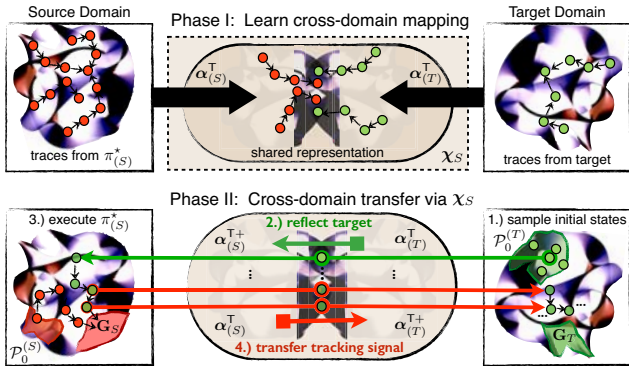 Source Domain
Phase I: Learn cross-domain mapping
Target Domain
α⊤(S)
α⊤(T)
traces from π⋆(S)
shared representation
χS
traces from target
Phase II: Cross-domain transfer via χS
3.) execute π⋆(S)
2.) reflect target
1.) sample initial states
α⊤+(S)
α⊤(T)
P0(T)
⋮ ⋮ ⋮
...
...
GS
α⊤(S)
α⊤+(T)
GT
P0(S)
4.) transfer tracking signal